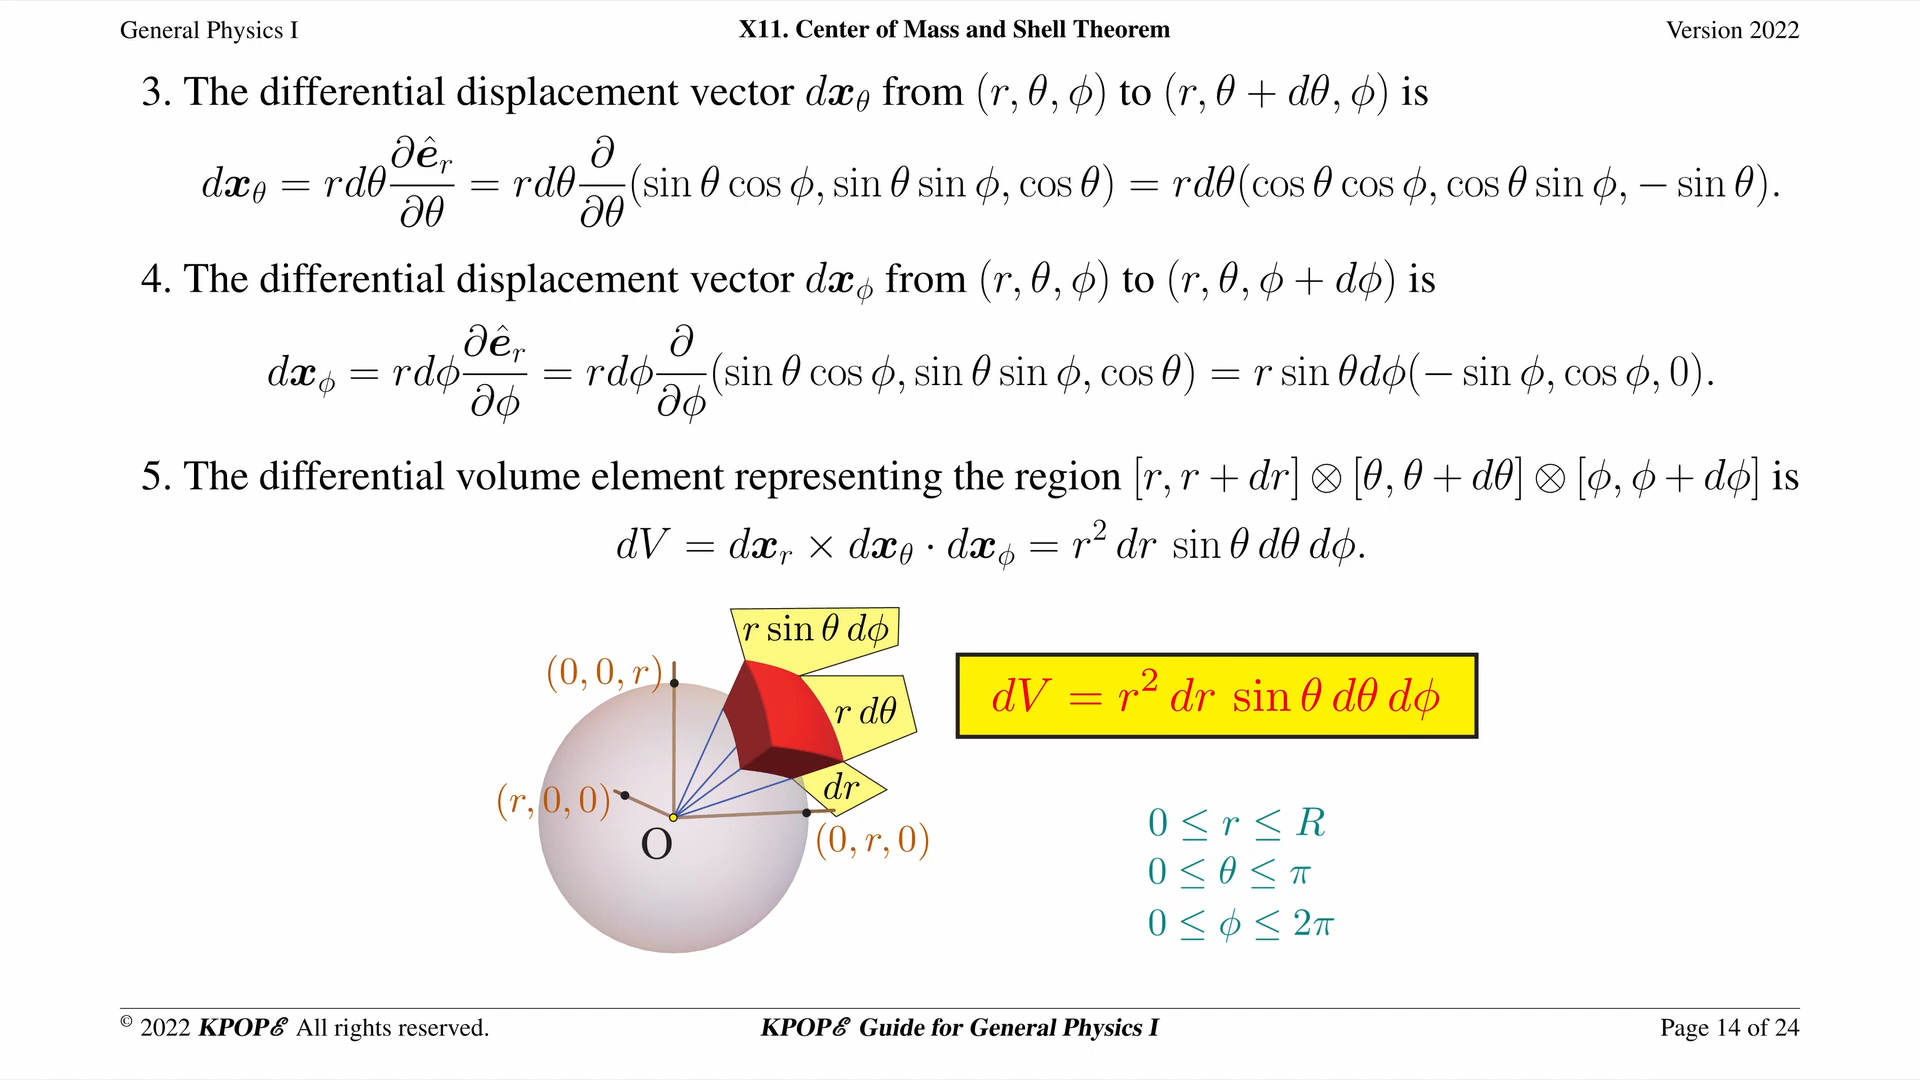 General Physics I
X11. Center of Mass and Shell Theorem
Version 2022
3. The differential displacement vector d𝒙_θ from (r, θ, ϕ) to (r, θ + dθ, ϕ) is
d𝒙_θ = rdθ ∂ê_r/∂θ = rdθ ∂/∂θ (sin θ cos ϕ, sin θ sin ϕ, cos θ) = rdθ(cos θ cos ϕ, cos θ sin ϕ, − sin θ).
4. The differential displacement vector d𝒙_ϕ from (r, θ, ϕ) to (r, θ, ϕ + dϕ) is
d𝒙_ϕ = rdϕ ∂ê_r/∂ϕ = rdϕ ∂/∂ϕ (sin θ cos ϕ, sin θ sin ϕ, cos θ) = r sin θdϕ(− sin ϕ, cos ϕ, 0).
5. The differential volume element representing the region [r, r + dr] ⊗ [θ, θ + dθ] ⊗ [ϕ, ϕ + dϕ] is
dV = d𝒙_r × d𝒙_θ · d𝒙_ϕ = r² dr sin θ dθ dϕ.
r sin θ dϕ
(0, 0, r)
r dθ
dr
(r, 0, 0)
O
(0, r, 0)
dV = r² dr sin θ dθ dϕ
0 ≤ r ≤ R
0 ≤ θ ≤ π
0 ≤ ϕ ≤ 2π
© 2022 KPOPℰ All rights reserved.
KPOPℰ Guide for General Physics I
Page 14 of 24